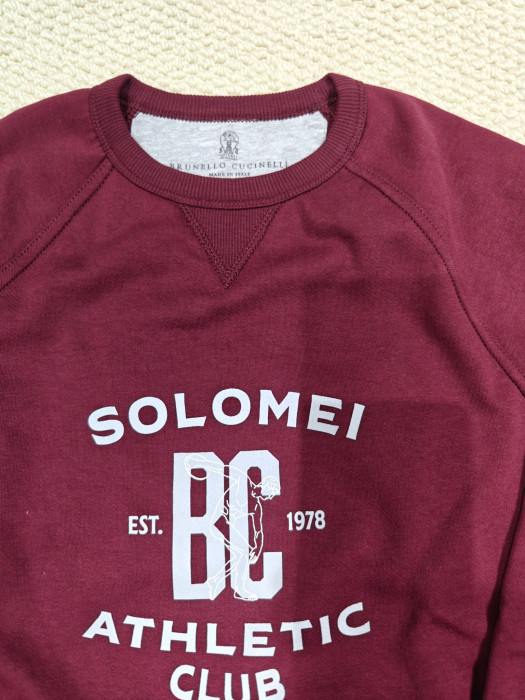 BRUNELLO CUCINELLI
MADE IN ITALY
SOLOMEI
EST. BC 1978
ATHLETIC
CLUB